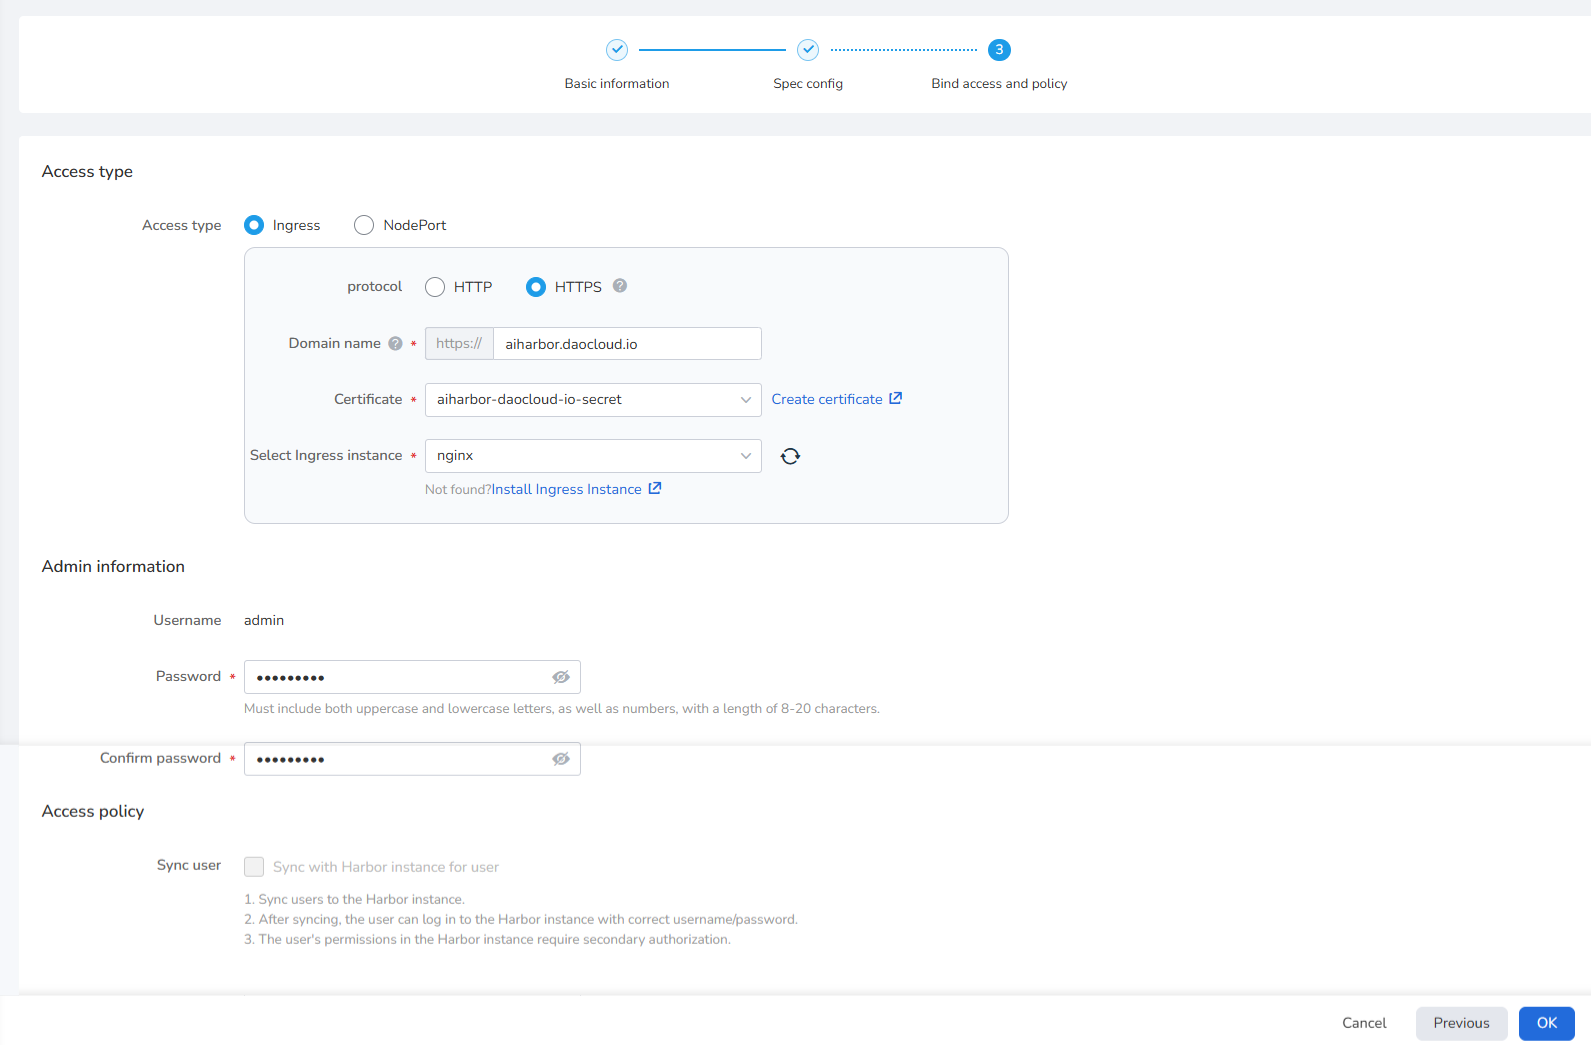 3
Basic information
Spec config
Bind access and policy
Access type
Access type
Ingress
NodePort
protocol
HTTP
HTTPS
?
Domain name ? *
https://
aiharbor.daocloud.io
Certificate *
aiharbor-daocloud-io-secret
Create certificate
Select Ingress instance *
nginx
Not found?Install Ingress Instance
Admin information
Username
admin
Password *
•••••••••
Must include both uppercase and lowercase letters, as well as numbers, with a length of 8-20 characters.
Confirm password *
•••••••••
Access policy
Sync user
Sync with Harbor instance for user
1. Sync users to the Harbor instance.
2. After syncing, the user can log in to the Harbor instance with correct username/password.
3. The user's permissions in the Harbor instance require secondary authorization.
Cancel
Previous
OK